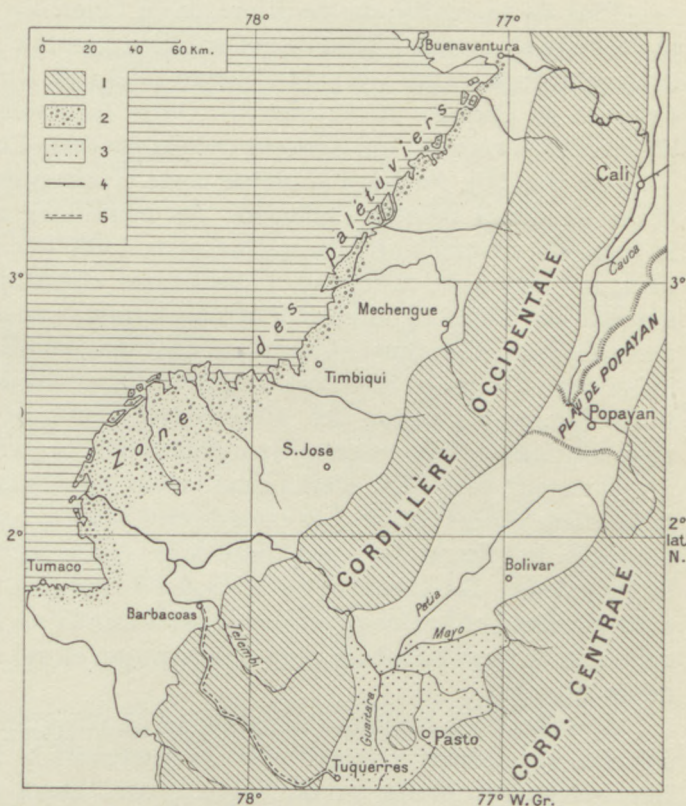 78°
77°
0 20 40 60 Km.
1
2
3
4
5
Buenaventura
Cali
Zone des palétuviers
Cauca
3°
3°
Mechengue
OCCIDENTALE
PLAU DE POPAYAN
Timbiqui
Popayan
S. Jose
CORDILLÈRE
2°
2°
lat.
N.
Tumaco
Bolivar
Patia
Barbacoas
Telembi
Mayo
CORD. CENTRALE
Guaitara
Pasto
Tuquerres
78°
77° W. Gr.